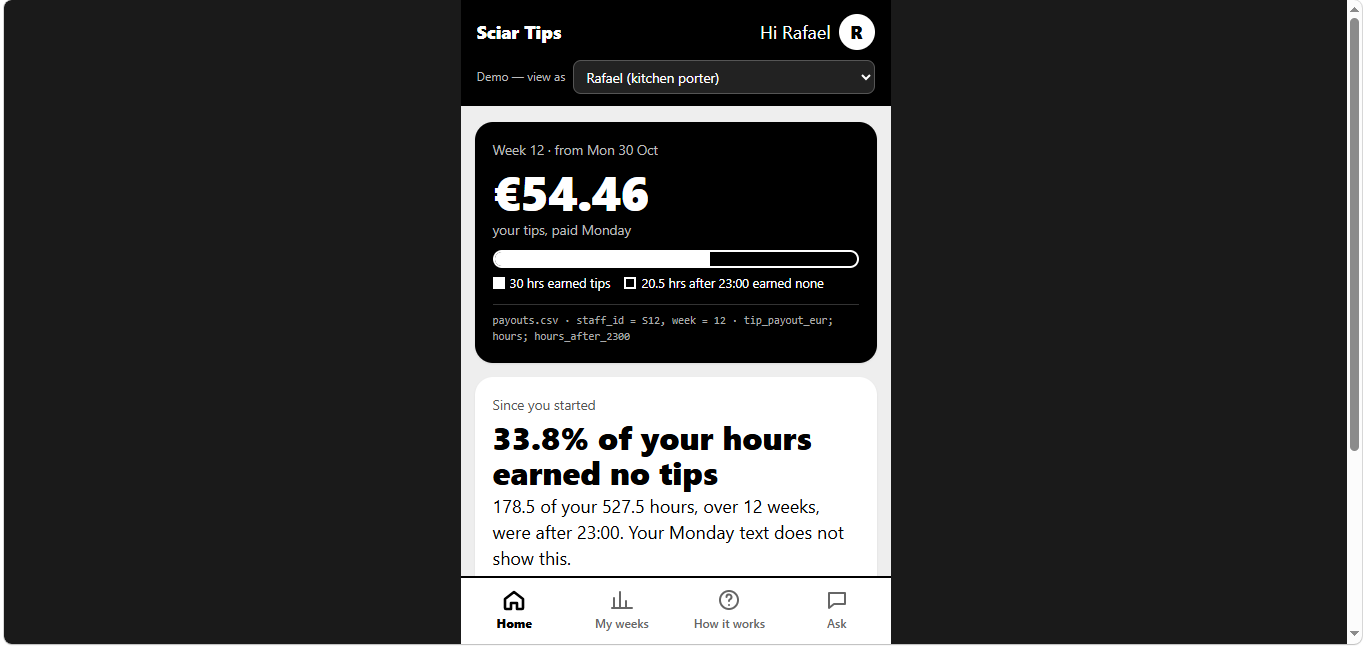 Sciar Tips
Hi Rafael
R
Demo — view as
Rafael (kitchen porter)
Week 12 · from Mon 30 Oct
€54.46
your tips, paid Monday
30 hrs earned tips
20.5 hrs after 23:00 earned none
payouts.csv · staff_id = S12, week = 12 · tip_payout_eur;
hours; hours_after_2300
Since you started
33.8% of your hours
earned no tips
178.5 of your 527.5 hours, over 12 weeks,
were after 23:00. Your Monday text does not
show this.
Home
My weeks
How it works
Ask